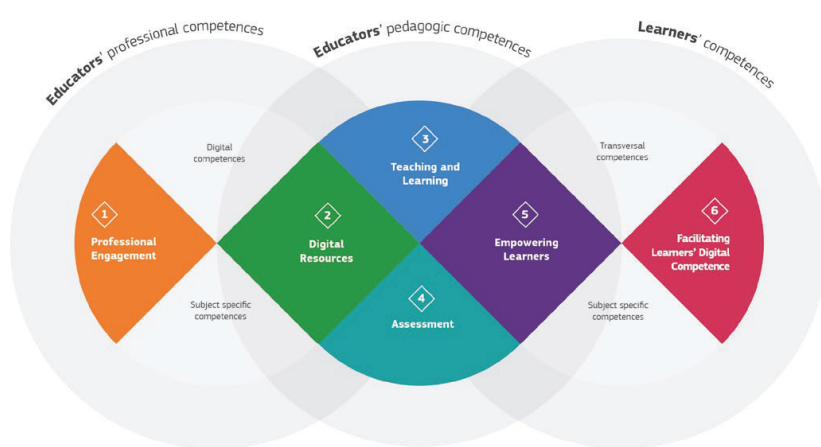 Educators' professional competences
Educators' pedagogic competences
Learners' competences
Digital
competences
Transversal
competences
1
Professional
Engagement
2
Digital
Resources
3
Teaching and
Learning
4
Assessment
5
Empowering
Learners
6
Facilitating
Learners' Digital
Competence
Subject specific
competences
Subject specific
competences